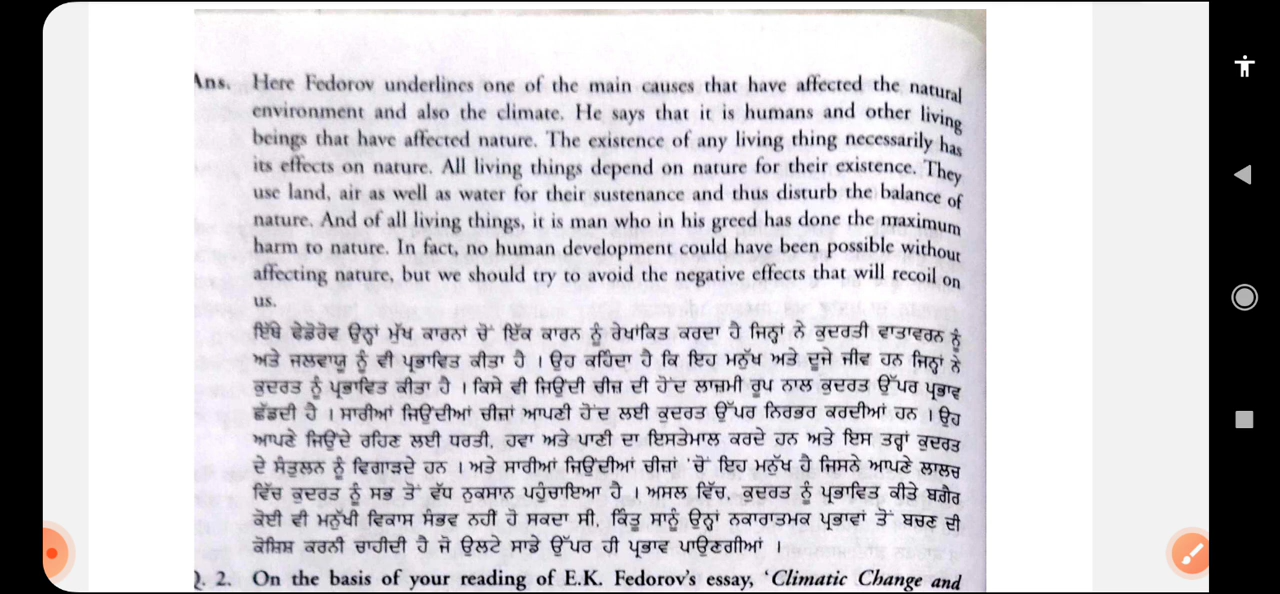 Ans. Here Fedorov underlines one of the main causes that have affected the natural
environment and also the climate. He says that it is humans and other living
beings that have affected nature. The existence of any living thing necessarily has
its effects on nature. All living things depend on nature for their existence. They
use land, air as well as water for their sustenance and thus disturb the balance of
nature. And of all living things, it is man who in his greed has done the maximum
harm to nature. In fact, no human development could have been possible without
affecting nature, but we should try to avoid the negative effects that will recoil on
us.
ਇੱਥੇ ਫੇਡੋਰੋਵ ਉਨ੍ਹਾਂ ਮੁੱਖ ਕਾਰਨਾਂ ਚੋਂ ਇੱਕ ਕਾਰਨ ਨੂੰ ਰੇਖਾਂਕਿਤ ਕਰਦਾ ਹੈ ਜਿਨ੍ਹਾਂ ਨੇ ਕੁਦਰਤੀ ਵਾਤਾਵਰਨ ਨੂੰ
ਅਤੇ ਜਲਵਾਯੂ ਨੂੰ ਵੀ ਪ੍ਰਭਾਵਿਤ ਕੀਤਾ ਹੈ । ਉਹ ਕਹਿੰਦਾ ਹੈ ਕਿ ਇਹ ਮਨੁੱਖ ਅਤੇ ਦੂਜੇ ਜੀਵ ਹਨ ਜਿਨ੍ਹਾਂ ਨੇ
ਕੁਦਰਤ ਨੂੰ ਪ੍ਰਭਾਵਿਤ ਕੀਤਾ ਹੈ । ਕਿਸੇ ਵੀ ਜਿਉਂਦੀ ਚੀਜ਼ ਦੀ ਹੋਂਦ ਲਾਜ਼ਮੀ ਰੂਪ ਨਾਲ ਕੁਦਰਤ ਉੱਪਰ ਪ੍ਰਭਾਵ
ਛੱਡਦੀ ਹੈ । ਸਾਰੀਆਂ ਜਿਉਂਦੀਆਂ ਚੀਜ਼ਾਂ ਆਪਣੀ ਹੋਂਦ ਲਈ ਕੁਦਰਤ ਉੱਪਰ ਨਿਰਭਰ ਕਰਦੀਆਂ ਹਨ । ਉਹ
ਆਪਣੇ ਜਿਉਂਦੇ ਰਹਿਣ ਲਈ ਧਰਤੀ, ਹਵਾ ਅਤੇ ਪਾਣੀ ਦਾ ਇਸਤੇਮਾਲ ਕਰਦੇ ਹਨ ਅਤੇ ਇਸ ਤਰ੍ਹਾਂ ਕੁਦਰਤ
ਦੇ ਸੰਤੁਲਨ ਨੂੰ ਵਿਗਾੜਦੇ ਹਨ । ਅਤੇ ਸਾਰੀਆਂ ਜਿਉਂਦੀਆਂ ਚੀਜ਼ਾਂ 'ਚੋਂ ਇਹ ਮਨੁੱਖ ਹੈ ਜਿਸਨੇ ਆਪਣੇ ਲਾਲਚ
ਵਿੱਚ ਕੁਦਰਤ ਨੂੰ ਸਭ ਤੋਂ ਵੱਧ ਨੁਕਸਾਨ ਪਹੁੰਚਾਇਆ ਹੈ । ਅਸਲ ਵਿੱਚ, ਕੁਦਰਤ ਨੂੰ ਪ੍ਰਭਾਵਿਤ ਕੀਤੇ ਬਗ਼ੈਰ
ਕੋਈ ਵੀ ਮਨੁੱਖੀ ਵਿਕਾਸ ਸੰਭਵ ਨਹੀਂ ਹੋ ਸਕਦਾ ਸੀ, ਕਿੰਤੂ ਸਾਨੂੰ ਉਨ੍ਹਾਂ ਨਕਾਰਾਤਮਕ ਪ੍ਰਭਾਵਾਂ ਤੋਂ ਬਚਣ ਦੀ
ਕੋਸ਼ਿਸ਼ ਕਰਨੀ ਚਾਹੀਦੀ ਹੈ ਜੋ ਉਲਟੇ ਸਾਡੇ ਉੱਪਰ ਹੀ ਪ੍ਰਭਾਵ ਪਾਉਣਗੀਆਂ ।
Q. 2. On the basis of your reading of E.K. Fedorov's essay, 'Climatic Change and